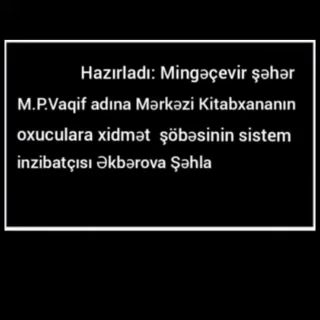 Hazırladı: Mingəçevir şəhər
M.P.Vaqif adına Mərkəzi Kitabxananın
oxuculara xidmət şöbəsinin sistem
inzibatçısı Əkbərova Şəhla